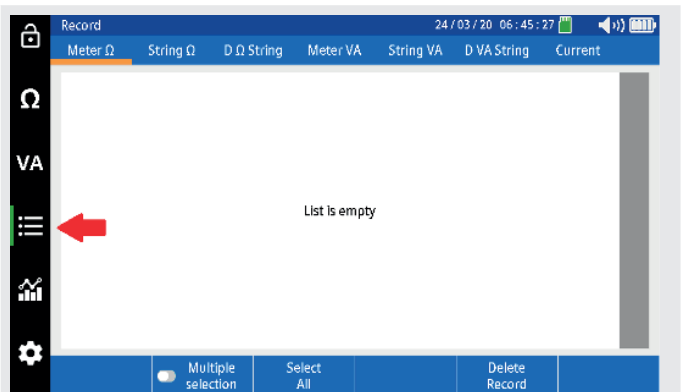 Record 24/03/20 06:45:27
Meter Ω String Ω D Ω String Meter VA String VA D VA String Current
Ω
VA
List is empty
Multiple selection
Select All
Delete Record